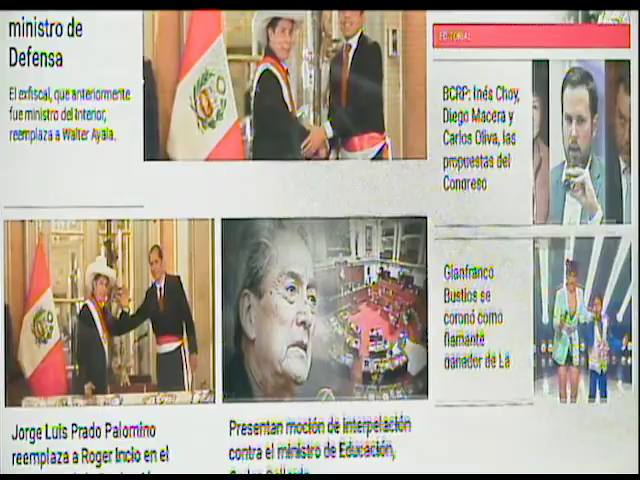 ministro de
Defensa
El exfiscal, que anteriormente
fue ministro del Interior,
reemplaza a Walter Ayala.
EDITORIAL
BCRP: Inés Choy,
Diego Macera y
Carlos Oliva, las
propuestas del
Congreso
Gianfranco
Bustios se
coronó como
flamante
ganador de La
Jorge Luis Prado Palomino
reemplaza a Roger Incio en el
Presentan moción de interpelación
contra el ministro de Educación,